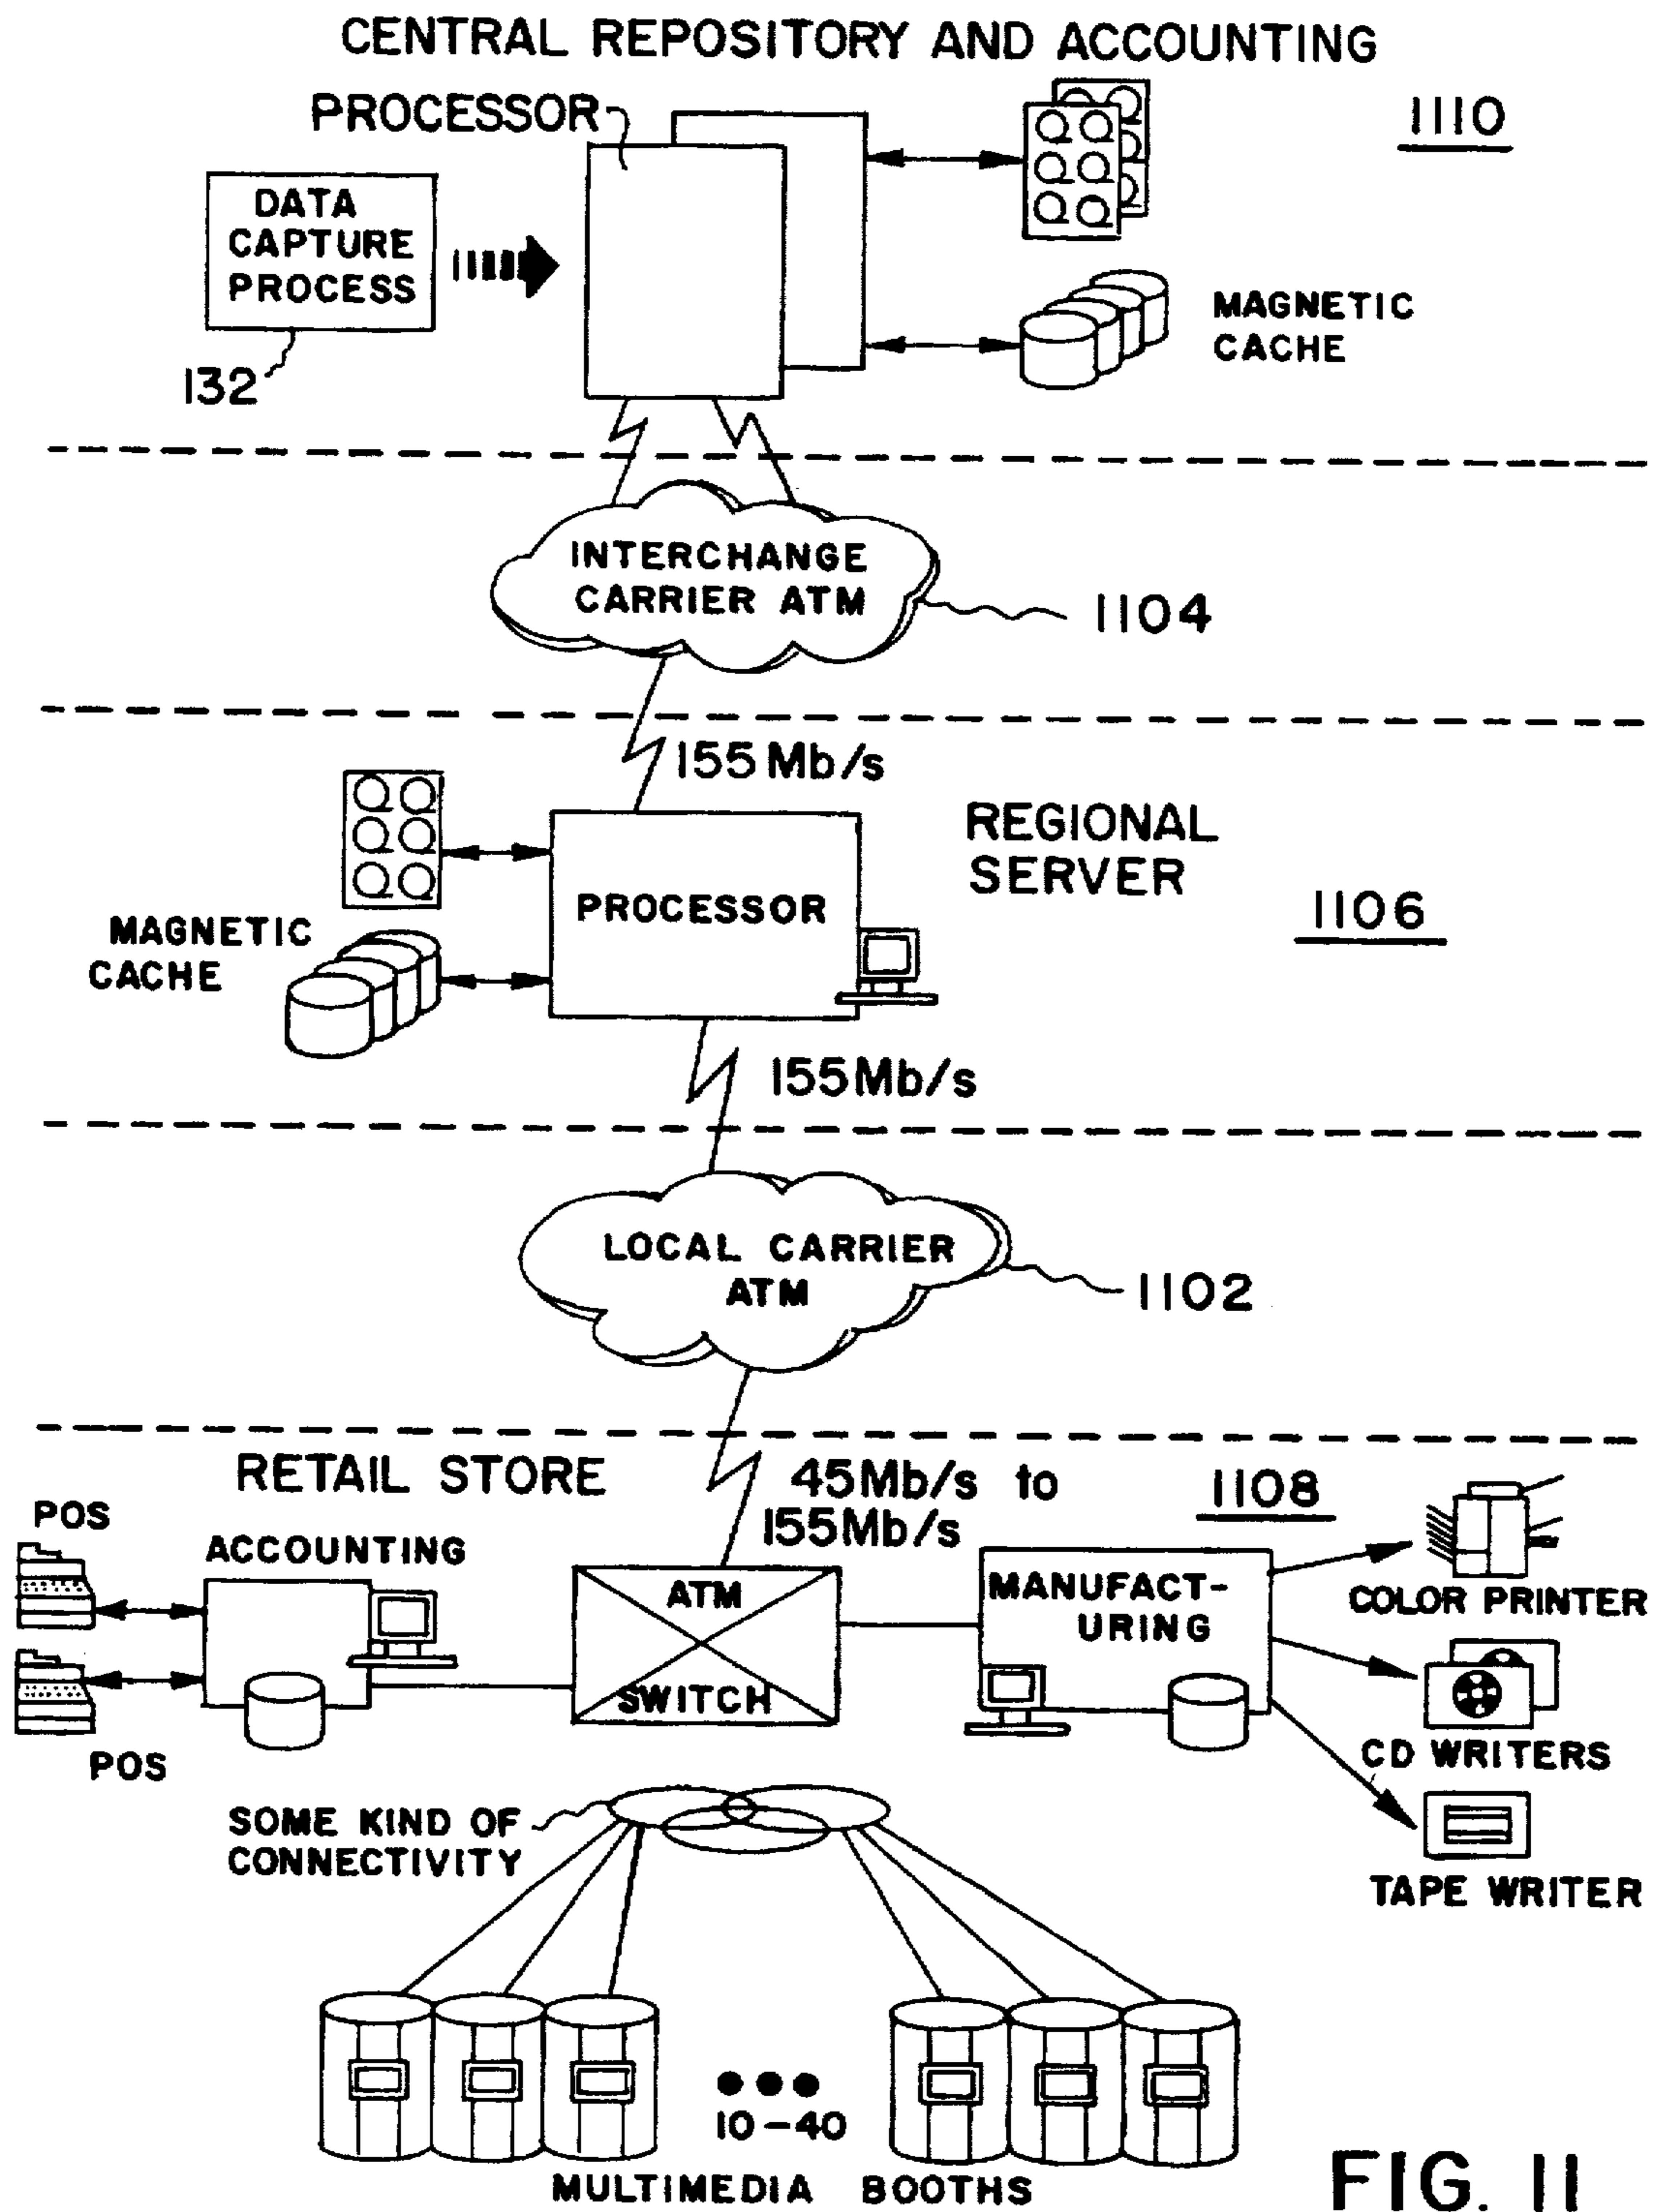 CENTRAL REPOSITORY AND ACCOUNTING
PROCESSOR
1110
DATA
CAPTURE
PROCESS
132
MAGNETIC
CACHE
INTERCHANGE
CARRIER ATM
1104
155Mb/s
REGIONAL
SERVER
PROCESSOR
1106
MAGNETIC
CACHE
155Mb/s
LOCAL CARRIER
ATM
1102
RETAIL STORE
45Mb/s to
155Mb/s
1108
POS
ACCOUNTING
POS
ATM
SWITCH
MANUFACT-
URING
COLOR PRINTER
CD WRITERS
TAPE WRITER
SOME KIND OF
CONNECTIVITY
10-40
MULTIMEDIA BOOTHS
FIG. 11